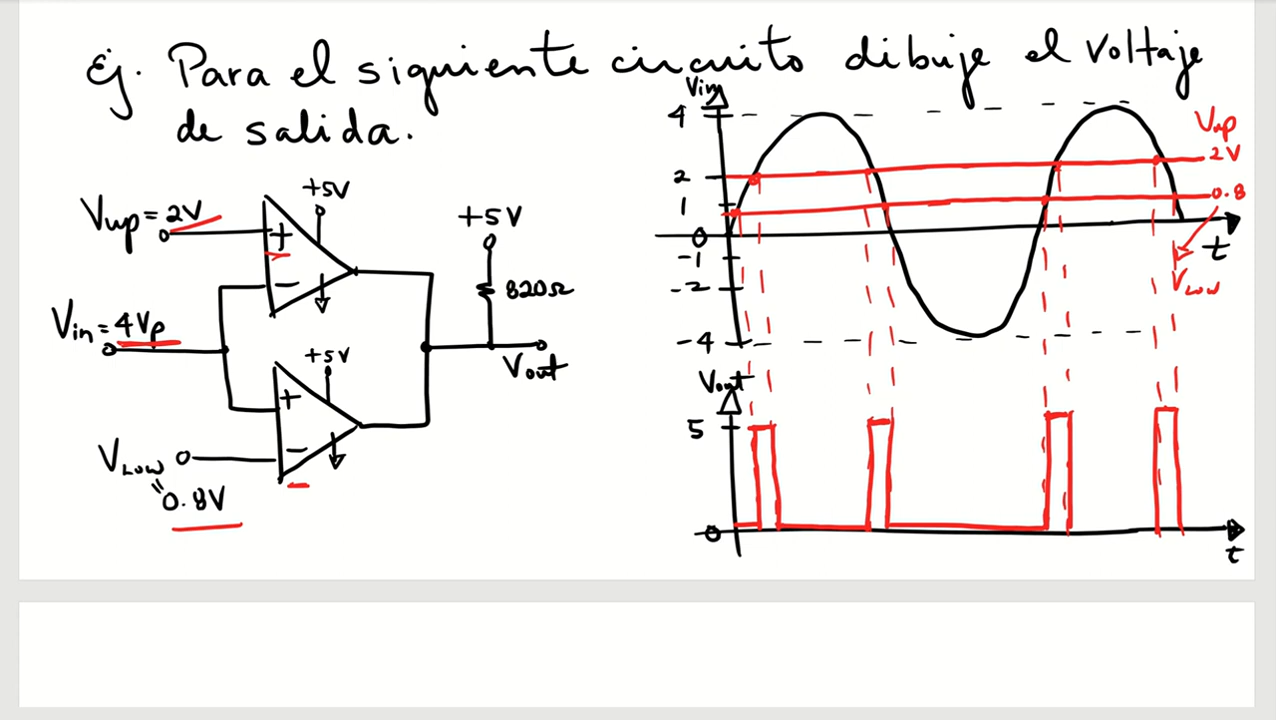 Ej. Para el siguiente circuito dibuje el voltaje
de salida.
Vup = 2V
+5V
+
-
+5V
820Ω
Vin = 4Vp
Vout
+5V
+
-
VLow
=
0.8V
Vin
4
2
1
0
-1
-2
-4
Vup
2V
0.8
t
VLow
Vout
5
0
t